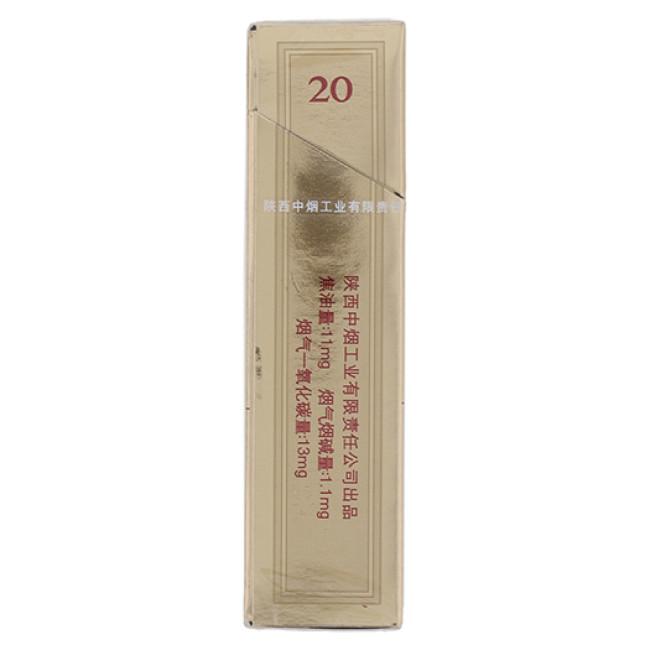 20
陕西中烟工业有限责任
陕西中烟工业有限责任公司出品
焦油量:11mg 烟气烟碱量:1.1mg
烟气一氧化碳量:13mg